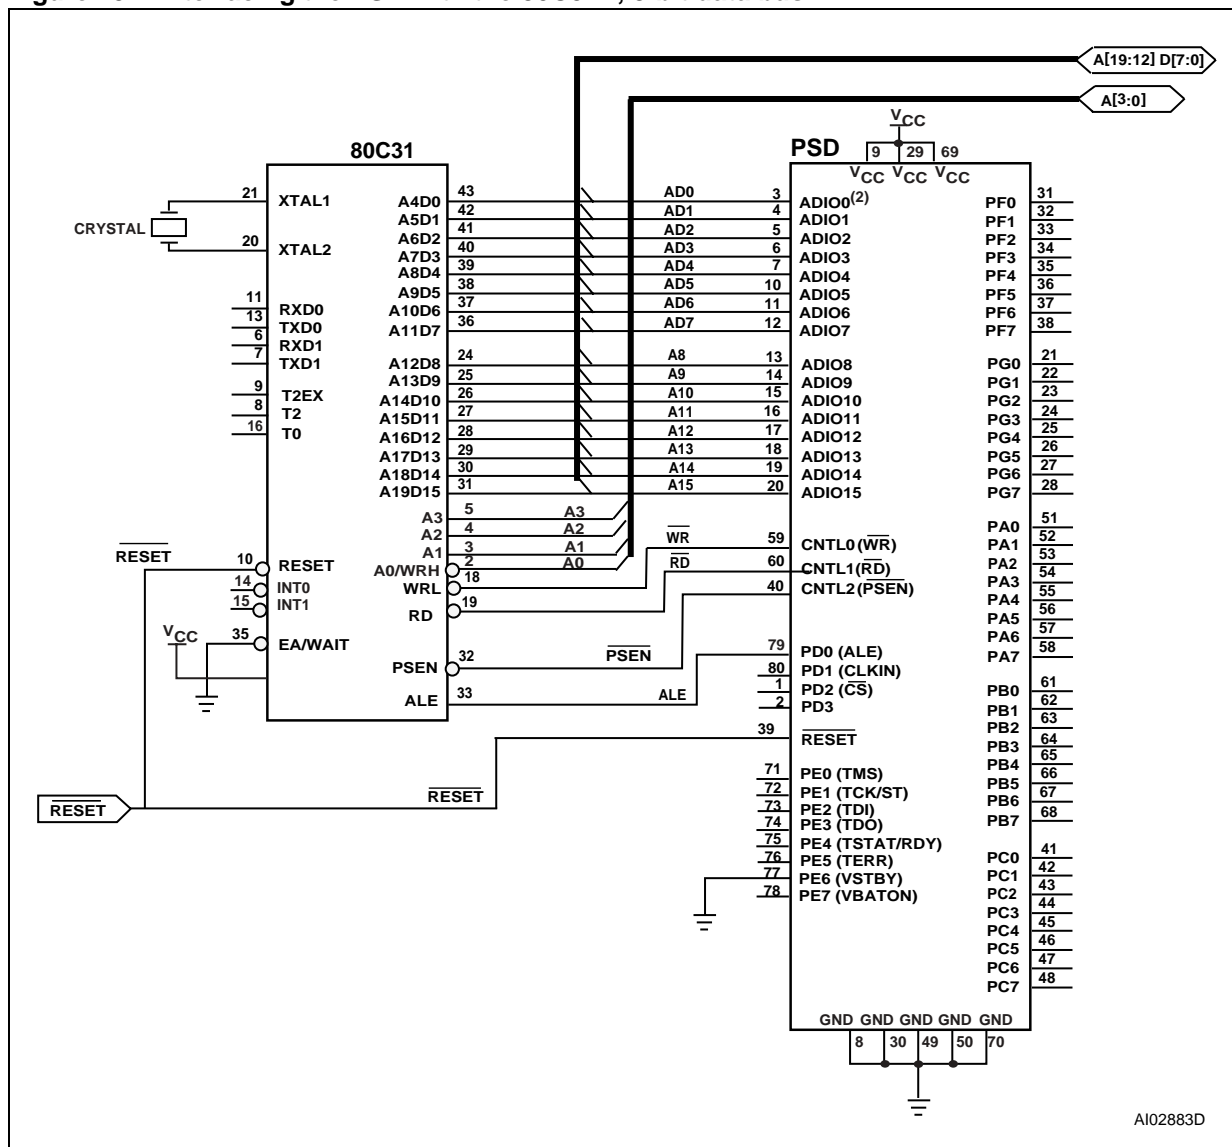 A[19:12] D[7:0]
A[3:0]
VCC
80C31
PSD
9 29 69
VCC VCC VCC
CRYSTAL
21 XTAL1
20 XTAL2
11 RXD0
13 TXD0
6 RXD1
7 TXD1
9 T2EX
8 T2
16 T0
RESET
10 RESET
14 INT0
15 INT1
VCC
35 EA/WAIT
A4D0 43 AD0 3 ADIO0(2)
A5D1 42 AD1 4 ADIO1
A6D2 41 AD2 5 ADIO2
A7D3 40 AD3 6 ADIO3
A8D4 39 AD4 7 ADIO4
A9D5 38 AD5 10 ADIO5
A10D6 37 AD6 11 ADIO6
A11D7 36 AD7 12 ADIO7
A12D8 24 A8 13 ADIO8
A13D9 25 A9 14 ADIO9
A14D10 26 A10 15 ADIO10
A15D11 27 A11 16 ADIO11
A16D12 28 A12 17 ADIO12
A17D13 29 A13 18 ADIO13
A18D14 30 A14 19 ADIO14
A19D15 31 A15 20 ADIO15
A3 5 A3
A2 4 A2
A1 3 A1
A0/WRH 2 A0
WRL 18 WR 59 CNTL0 (WR)
RD 19 RD 60 CNTL1(RD)
40 CNTL2 (PSEN)
PSEN 32 PSEN
ALE 33 ALE
79 PD0 (ALE)
80 PD1 (CLKIN)
1 PD2 (CS)
2 PD3
39 RESET
RESET RESET
71 PE0 (TMS)
72 PE1 (TCK/ST)
73 PE2 (TDI)
74 PE3 (TDO)
75 PE4 (TSTAT/RDY)
76 PE5 (TERR)
77 PE6 (VSTBY)
78 PE7 (VBATON)
PF0 31
PF1 32
PF2 33
PF3 34
PF4 35
PF5 36
PF6 37
PF7 38
PG0 21
PG1 22
PG2 23
PG3 24
PG4 25
PG5 26
PG6 27
PG7 28
PA0 51
PA1 52
PA2 53
PA3 54
PA4 55
PA5 56
PA6 57
PA7 58
PB0 61
PB1 62
PB2 63
PB3 64
PB4 65
PB5 66
PB6 67
PB7 68
PC0 41
PC1 42
PC2 43
PC3 44
PC4 45
PC5 46
PC6 47
PC7 48
GND GND GND GND GND
8 30 49 50 70
AI02883D